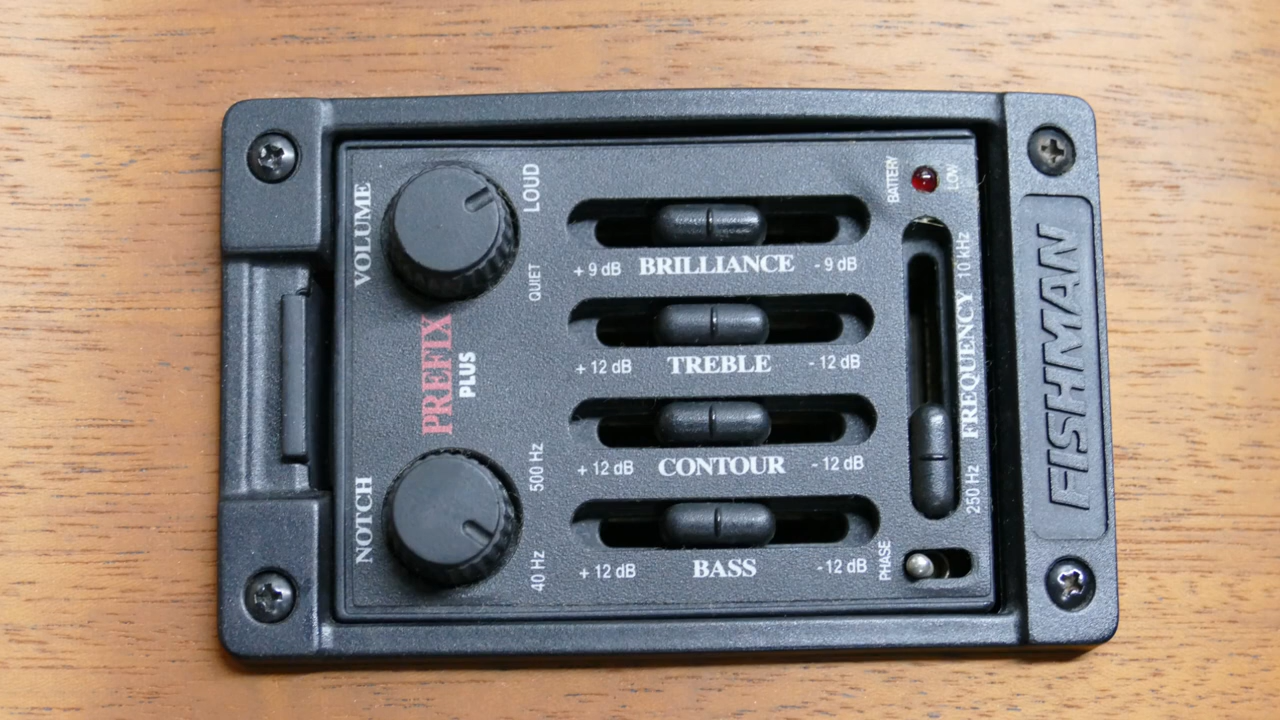 VOLUME
LOUD
QUIET
PREFIX
PLUS
NOTCH
500 Hz
40 Hz
+ 9 dB BRILLIANCE - 9 dB
+ 12 dB TREBLE - 12 dB
+ 12 dB CONTOUR - 12 dB
+ 12 dB BASS - 12 dB
BATTERY
LOW
250 Hz FREQUENCY 10 kHz
PHASE
FISHMAN